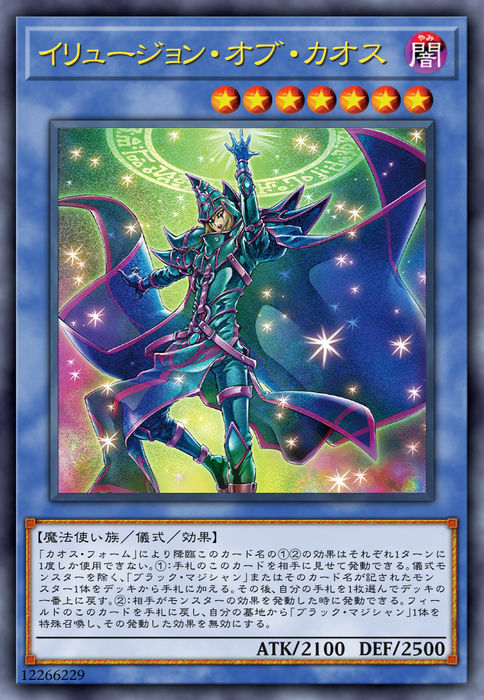 イリュージョン・オブ・カオス
闇
やみ
【魔法使い族／儀式／効果】
「カオス・フォーム」により降臨このカード名の①②の効果はそれぞれ1ターンに
1度しか使用できない。①：手札のこのカードを相手に見せて発動できる。儀式モ
ンスターを除く、「ブラック・マジシャン」またはそのカード名が記されたモン
スター1体をデッキから手札に加える。その後、自分の手札を1枚選んでデッキの
一番上に戻す。②：相手がモンスターの効果を発動した時に発動できる。フィー
ルドのこのカードを手札に戻し、自分の墓地から「ブラック・マジシャン」1体を
特殊召喚し、その発動した効果を無効にする。
ATK/2100 DEF/2500
12266229